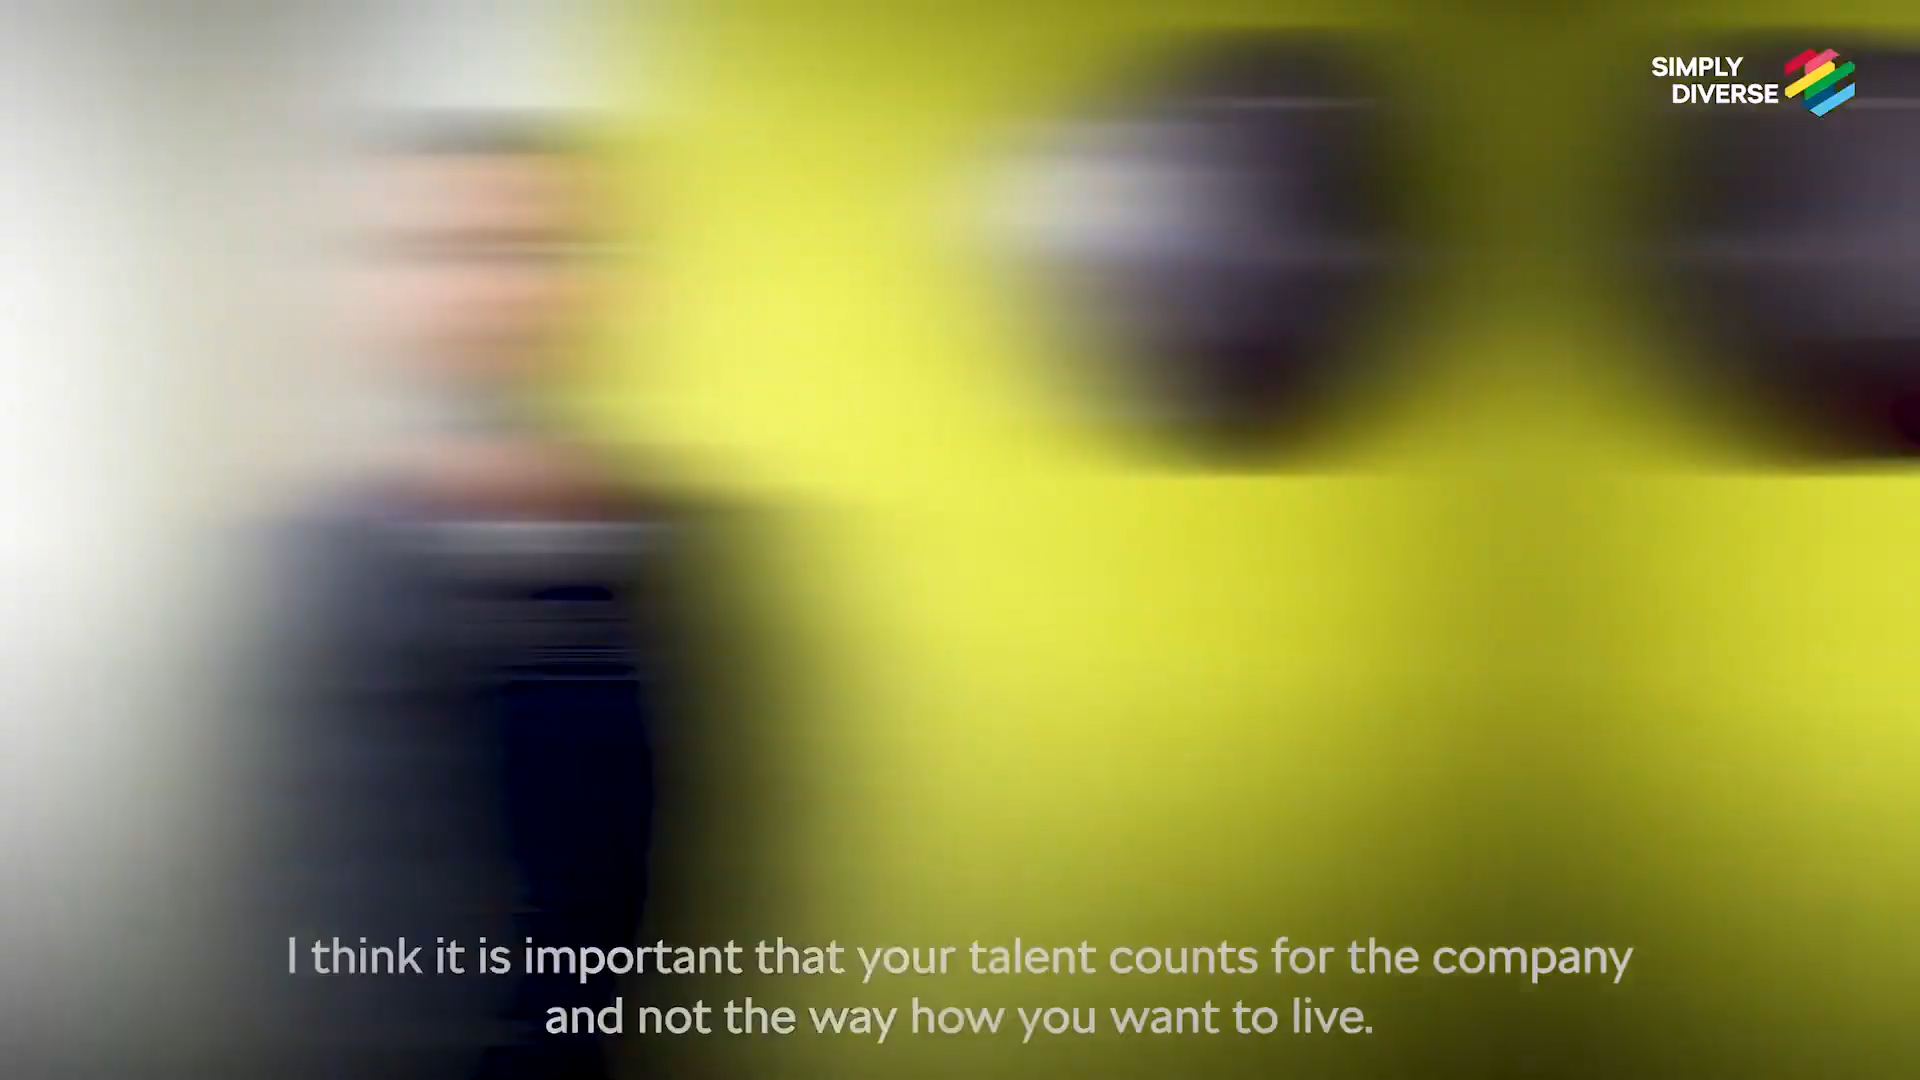 SIMPLY
DIVERSE
I think it is important that your talent counts for the company
and not the way how you want to live.